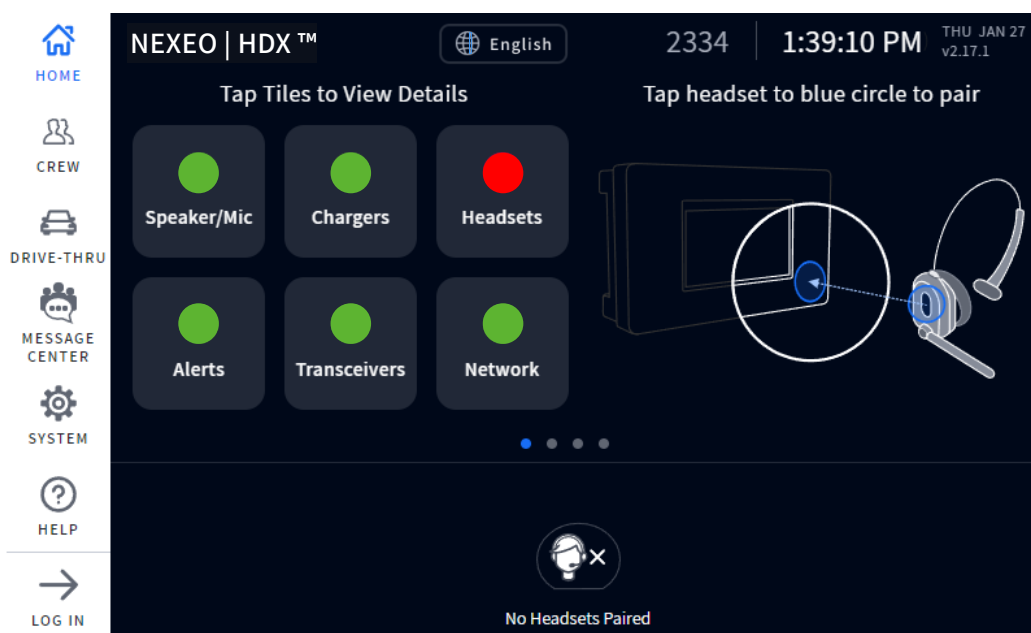 HOME
CREW
DRIVE-THRU
MESSAGE
CENTER
SYSTEM
HELP
LOG IN
NEXEO | HDX ™
English
2334
1:39:10 PM
THU JAN 27
v2.17.1
Tap Tiles to View Details
Tap headset to blue circle to pair
Speaker/Mic
Chargers
Headsets
Alerts
Transceivers
Network
No Headsets Paired